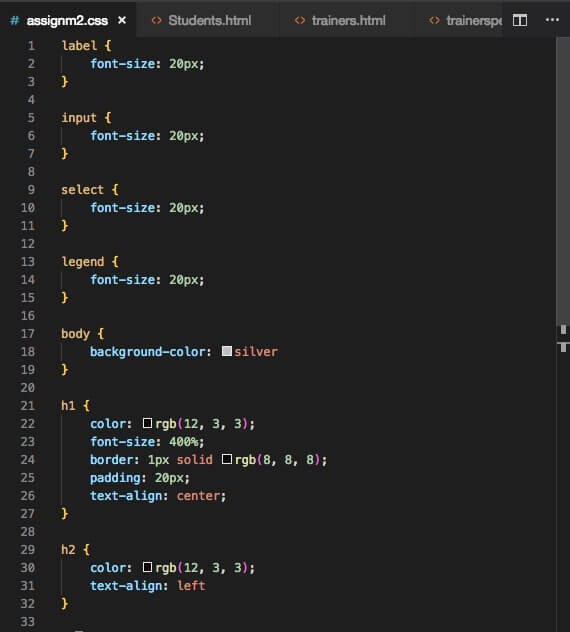 # assignm2.css × <> Students.html <> trainers.html <> trainerspe ···
1 label {
2 font-size: 20px;
3 }
4
5 input {
6 font-size: 20px;
7 }
8
9 select {
10 font-size: 20px;
11 }
12
13 legend {
14 font-size: 20px;
15 }
16
17 body {
18 background-color: silver
19 }
20
21 h1 {
22 color: rgb(12, 3, 3);
23 font-size: 400%;
24 border: 1px solid rgb(8, 8, 8);
25 padding: 20px;
26 text-align: center;
27 }
28
29 h2 {
30 color: rgb(12, 3, 3);
31 text-align: left
32 }
33